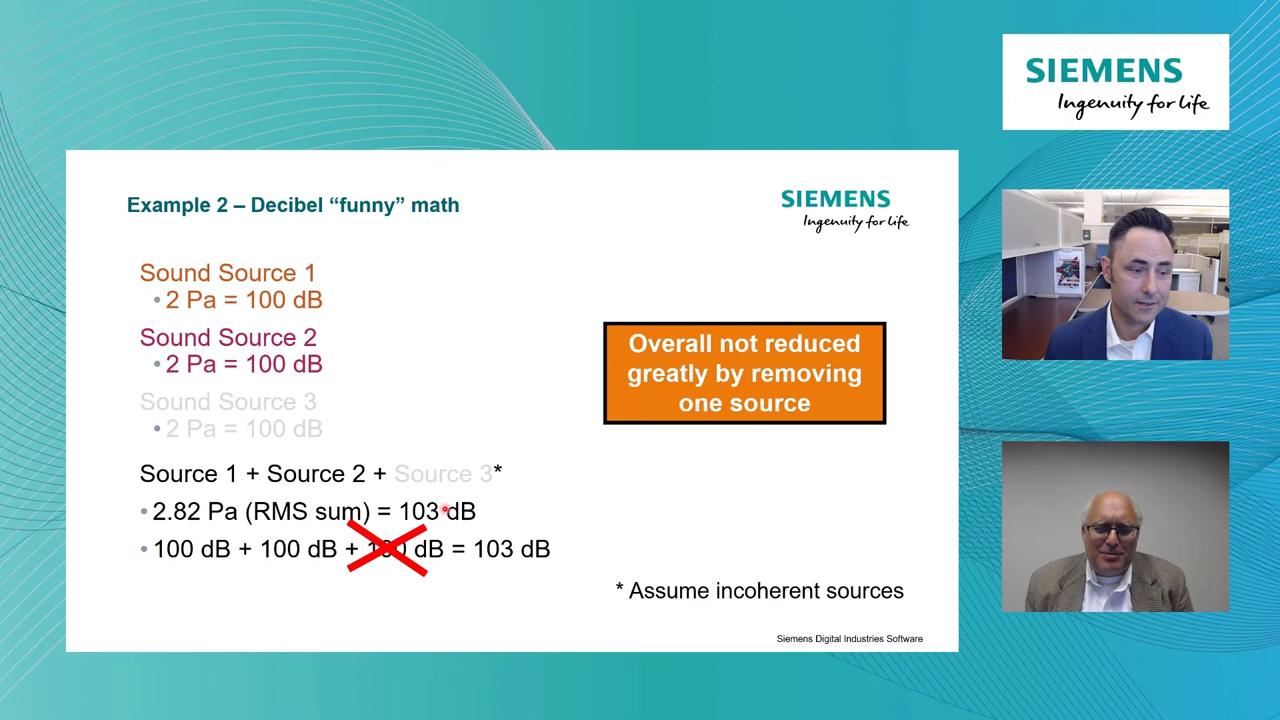 SIEMENS
Ingenuity for life
Example 2 – Decibel “funny” math
SIEMENS
Ingenuity for life
Sound Source 1
• 2 Pa = 100 dB
Sound Source 2
• 2 Pa = 100 dB
Sound Source 3
• 2 Pa = 100 dB
Overall not reduced
greatly by removing
one source
Source 1 + Source 2 + Source 3*
• 2.82 Pa (RMS sum) = 103 dB
• 100 dB + 100 dB + 100 dB = 103 dB
* Assume incoherent sources
Siemens Digital Industries Software